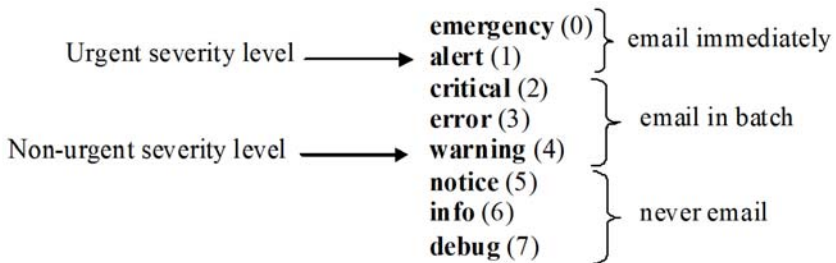 emergency (0)
email immediately
Urgent severity level
alert (1)
critical (2)
error (3)
email in batch
Non-urgent severity level
warning (4)
notice (5)
info (6)
never email
debug (7)